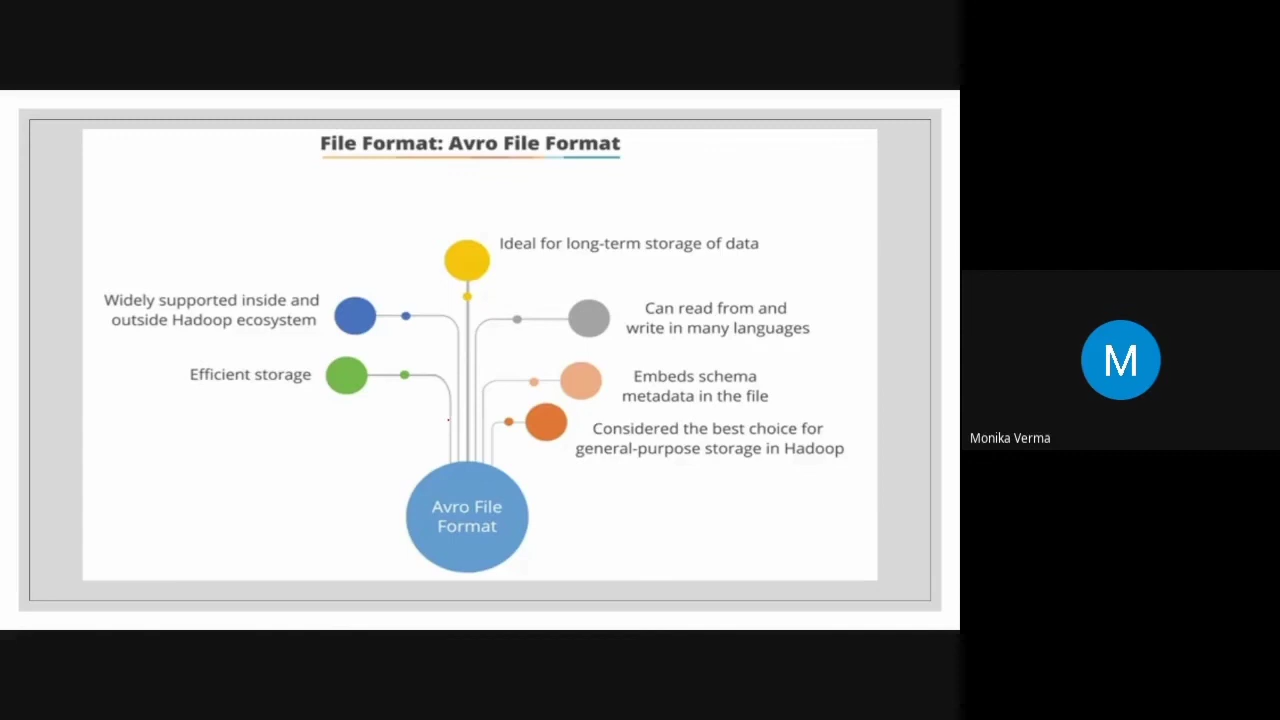 File Format: Avro File Format
Ideal for long-term storage of data
Widely supported inside and
outside Hadoop ecosystem
Can read from and
write in many languages
Efficient storage
Embeds schema
metadata in the file
Considered the best choice for
general-purpose storage in Hadoop
Avro File
Format
M
Monika Verma